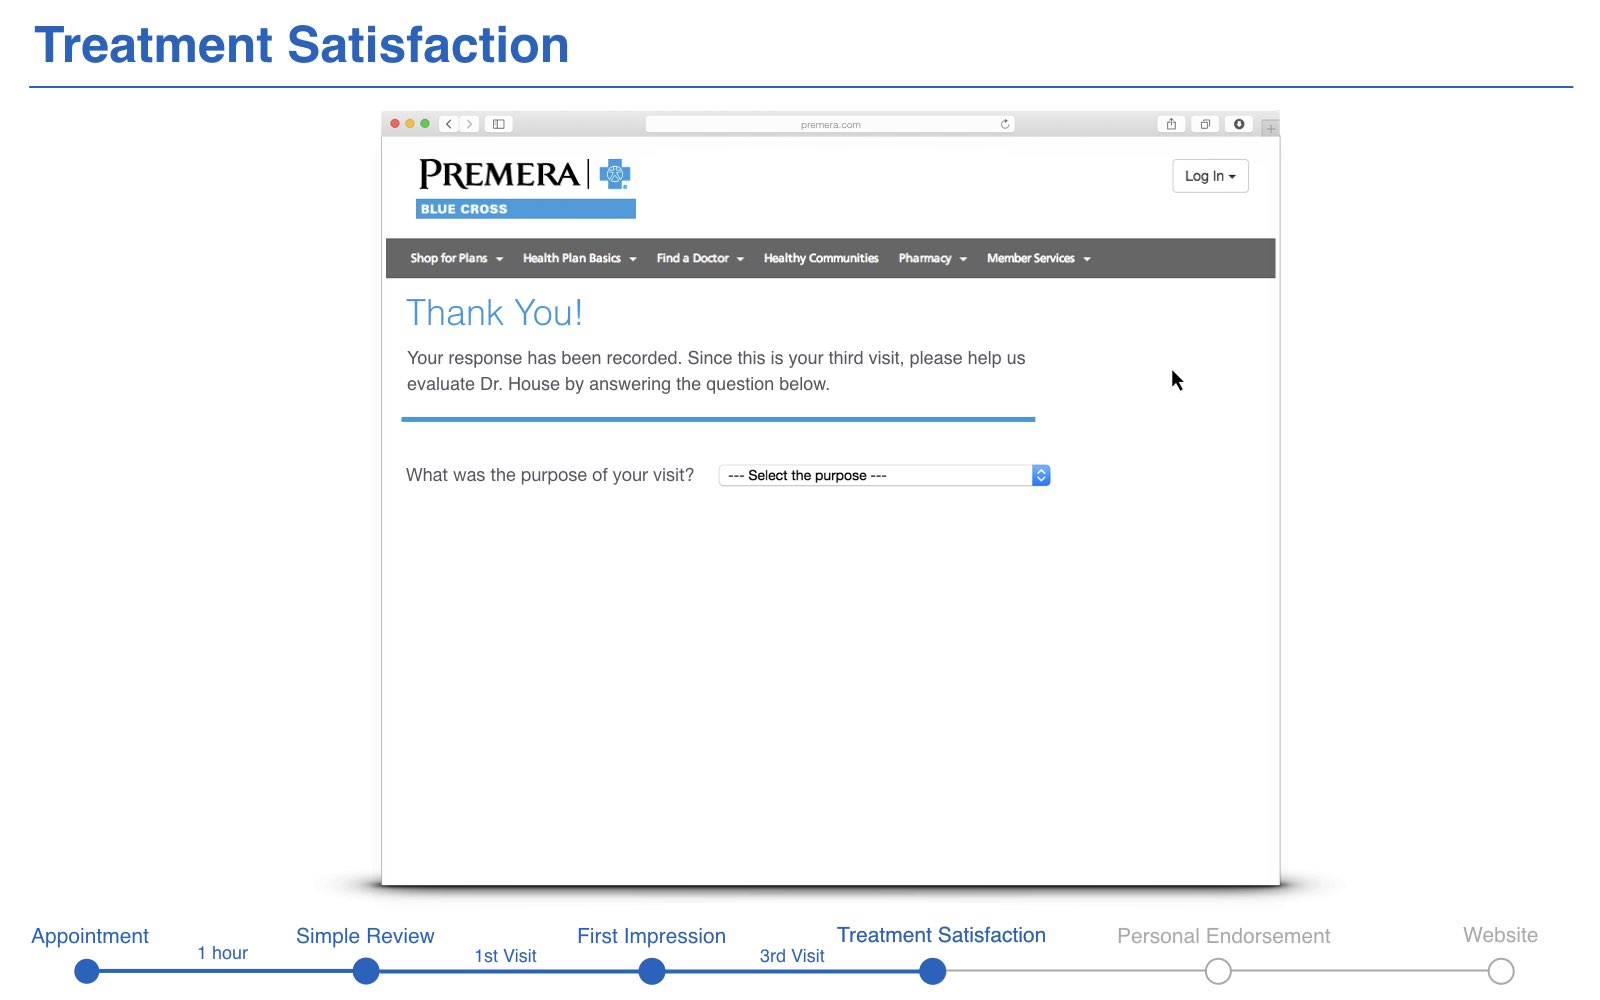 Treatment Satisfaction
premera.com
PREMERA
BLUE CROSS
Log In
Shop for Plans Health Plan Basics Find a Doctor Healthy Communities Pharmacy Member Services
Thank You!
Your response has been recorded. Since this is your third visit, please help us
evaluate Dr. House by answering the question below.
What was the purpose of your visit? --- Select the purpose ---
Appointment Simple Review First Impression Treatment Satisfaction Personal Endorsement Website
1 hour 1st Visit 3rd Visit